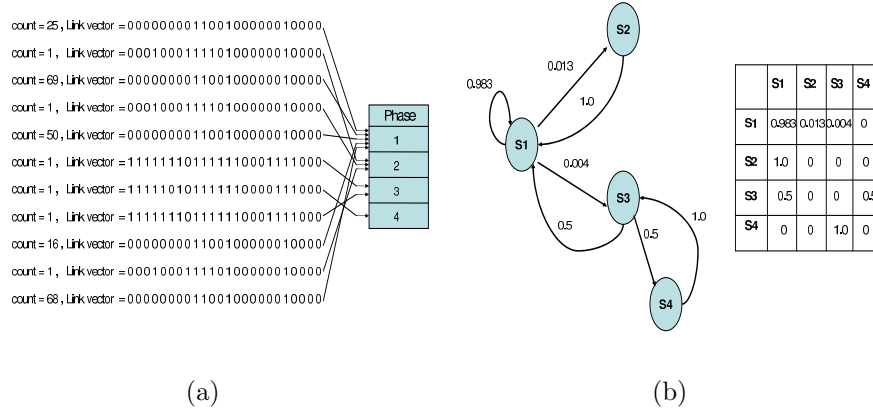 count = 25, Link vector = 0 0 0 0 0 0 0 0 1 1 0 0 1 0 0 0 0 0 0 1 0 0 0 0
count = 1, Link vector = 0 0 0 1 0 0 0 1 1 1 1 0 1 0 0 0 0 0 0 1 0 0 0 0
count = 69, Link vector = 0 0 0 0 0 0 0 0 1 1 0 0 1 0 0 0 0 0 0 1 0 0 0 0
count = 1, Link vector = 0 0 0 1 0 0 0 1 1 1 1 0 1 0 0 0 0 0 0 1 0 0 0 0
count = 50, Link vector = 0 0 0 0 0 0 0 0 1 1 0 0 1 0 0 0 0 0 0 1 0 0 0 0
count = 1, Link vector = 1 1 1 1 1 1 1 0 1 1 1 1 1 1 0 0 0 1 1 1 1 0 0 0
count = 1, Link vector = 1 1 1 1 1 0 1 0 1 1 1 1 1 1 0 0 0 1 1 1 1 0 0 0
count = 1, Link vector = 1 1 1 1 1 1 1 0 1 1 1 1 1 1 0 0 0 1 1 1 1 0 0 0
count = 16, Link vector = 0 0 0 0 0 0 0 0 1 1 0 0 1 0 0 0 0 0 0 1 0 0 0 0
count = 1, Link vector = 0 0 0 1 0 0 0 1 1 1 1 0 1 0 0 0 0 0 0 1 0 0 0 0
count = 68, Link vector = 0 0 0 0 0 0 0 0 1 1 0 0 1 0 0 0 0 0 0 1 0 0 0 0
Phase
1
2
3
4
(a)
S2
0.013
0.983
1.0
S1
0.004
S3
0.5
0.5
1.0
S4
S1 S2 S3 S4
S1 0.983 0.013 0.004 0
S2 1.0 0 0 0
S3 0.5 0 0 0.5
S4 0 0 1.0 0
(b)